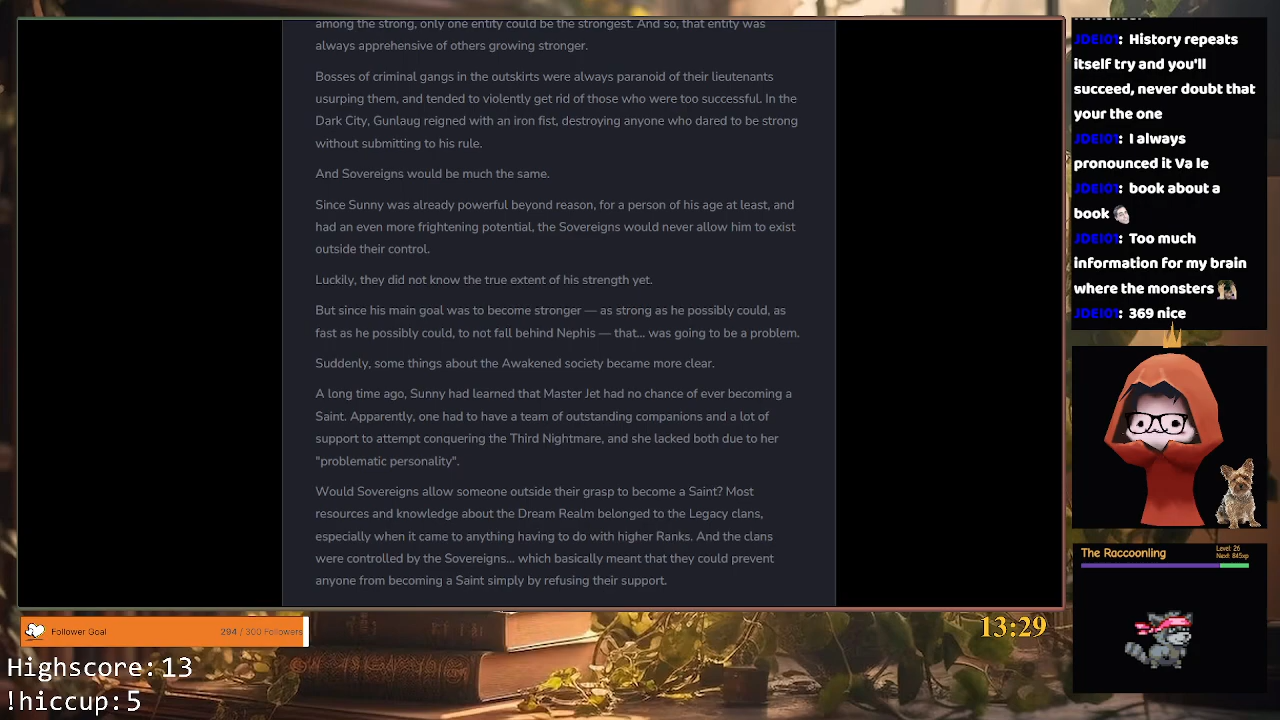 among the strong, only one entity could be the strongest. And so, that entity was
always apprehensive of others growing stronger.
Bosses of criminal gangs in the outskirts were always paranoid of their lieutenants
usurping them, and tended to violently get rid of those who were too successful. In the
Dark City, Gunlaug reigned with an iron fist, destroying anyone who dared to be strong
without submitting to his rule.
And Sovereigns would be much the same.
Since Sunny was already powerful beyond reason, for a person of his age at least, and
had an even more frightening potential, the Sovereigns would never allow him to exist
outside their control.
Luckily, they did not know the true extent of his strength yet.
But since his main goal was to become stronger — as strong as he possibly could, as
fast as he possibly could, to not fall behind Nephis — that... was going to be a problem.
Suddenly, some things about the Awakened society became more clear.
A long time ago, Sunny had learned that Master Jet had no chance of ever becoming a
Saint. Apparently, one had to have a team of outstanding companions and a lot of
support to attempt conquering the Third Nightmare, and she lacked both due to her
"problematic personality".
Would Sovereigns allow someone outside their grasp to become a Saint? Most
resources and knowledge about the Dream Realm belonged to the Legacy clans,
especially when it came to anything having to do with higher Ranks. And the clans
were controlled by the Sovereigns... which basically meant that they could prevent
anyone from becoming a Saint simply by refusing their support.
JDEI01: History repeats
itself try and you'll
succeed, never doubt that
your the one
JDEI01: I always
pronounced it Va le
JDEI01: book about a
book
JDEI01: Too much
information for my brain
where the monsters
JDEI01: 369 nice
The Raccoonling
Level: 26
Next: 845xp
Follower Goal
294 / 300 Followers
13:29
Highscore:13
!hiccup:5